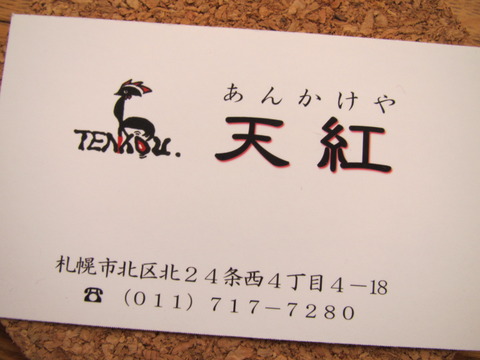 あんかけや
TENKOU.
天紅
札幌市北区北２４条西４丁目４－18
☎ （０１１）７１７－７２８０